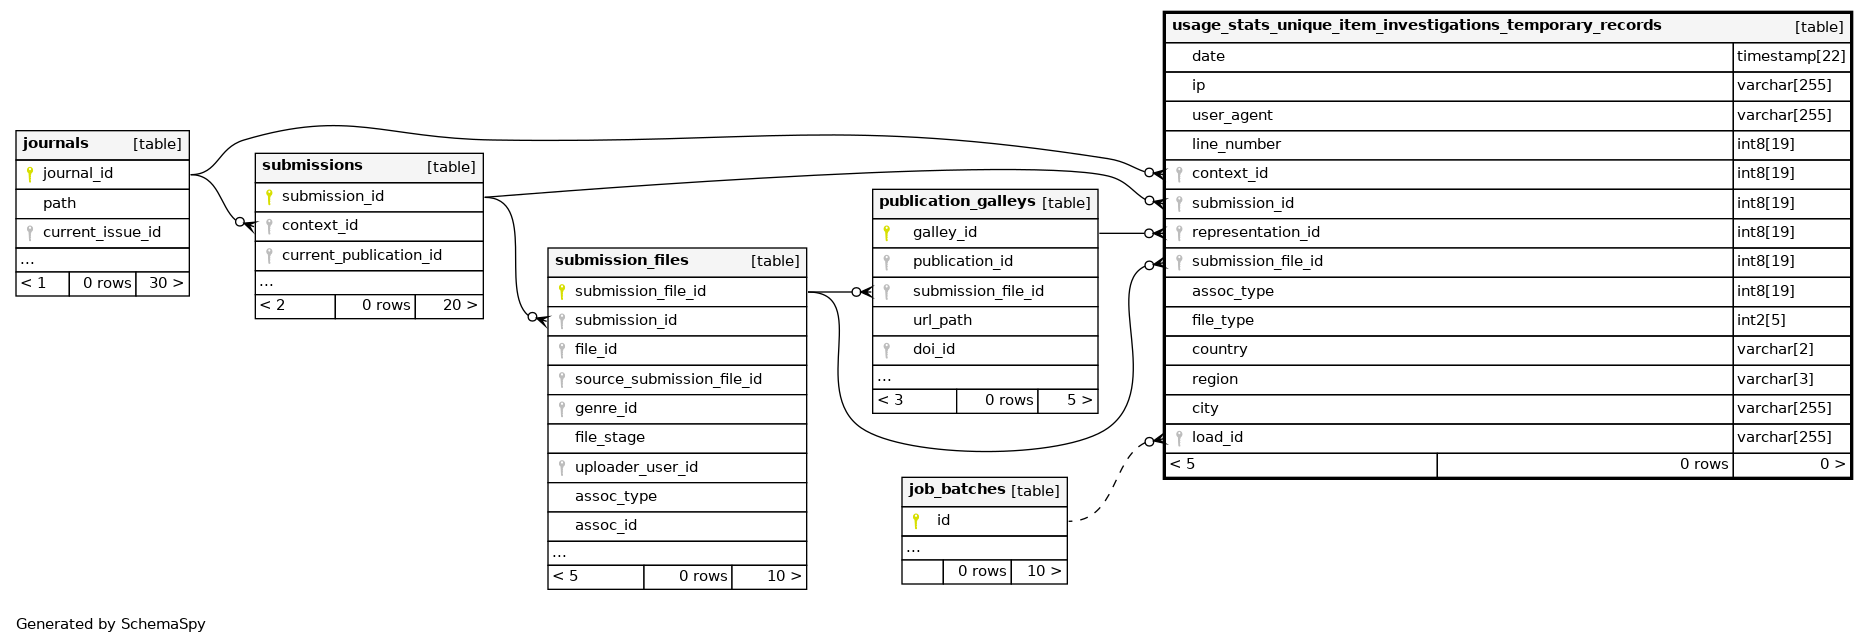 journals [table]
journal_id
path
current_issue_id
...
< 1 0 rows 30 >
submissions [table]
submission_id
context_id
current_publication_id
...
< 2 0 rows 20 >
submission_files [table]
submission_file_id
submission_id
file_id
source_submission_file_id
genre_id
file_stage
uploader_user_id
assoc_type
assoc_id
...
< 5 0 rows 10 >
publication_galleys [table]
galley_id
publication_id
submission_file_id
url_path
doi_id
...
< 3 0 rows 5 >
job_batches [table]
id
...
0 rows 10 >
usage_stats_unique_item_investigations_temporary_records [table]
date timestamp[22]
ip varchar[255]
user_agent varchar[255]
line_number int8[19]
context_id int8[19]
submission_id int8[19]
representation_id int8[19]
submission_file_id int8[19]
assoc_type int8[19]
file_type int2[5]
country varchar[2]
region varchar[3]
city varchar[255]
load_id varchar[255]
< 5 0 rows 0 >
Generated by SchemaSpy